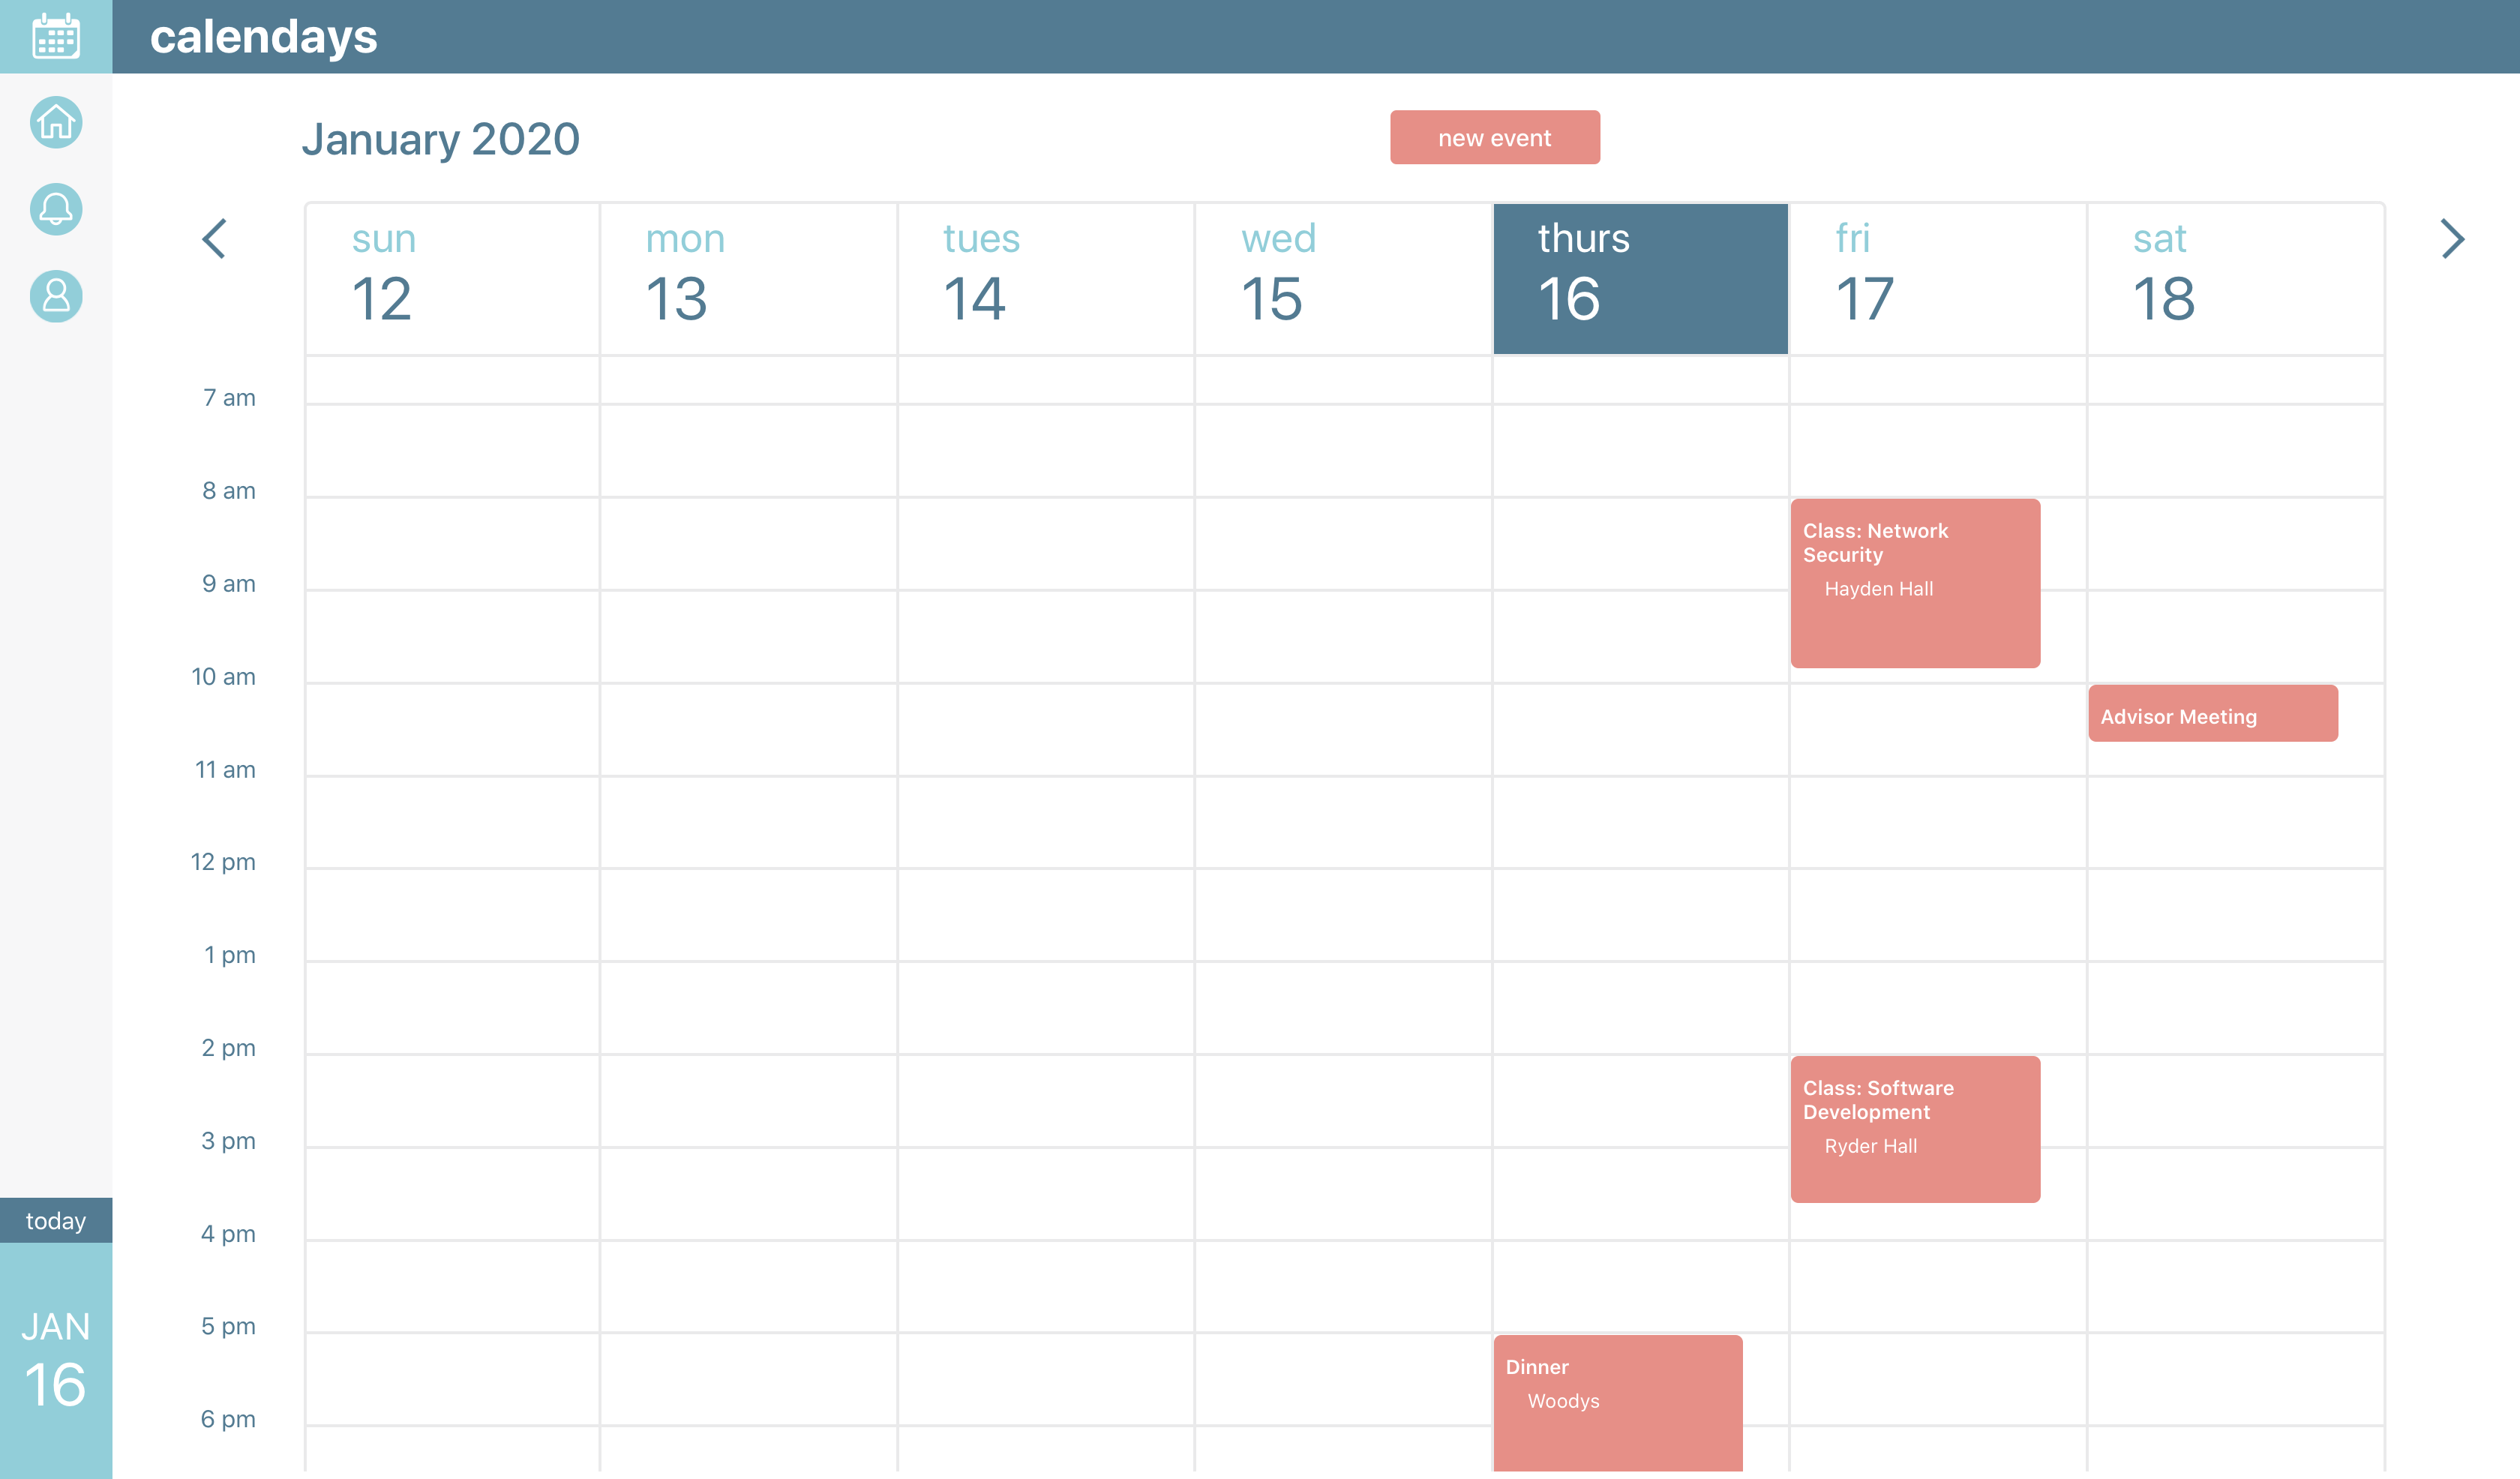 calendays
January 2020
new event
sun
12
mon
13
tues
14
wed
15
thurs
16
fri
17
sat
18
7 am
8 am
Class: Network
Security
Hayden Hall
9 am
10 am
Advisor Meeting
11 am
12 pm
1 pm
2 pm
Class: Software
Development
Ryder Hall
3 pm
4 pm
5 pm
Dinner
Woodys
6 pm
today
JAN
16